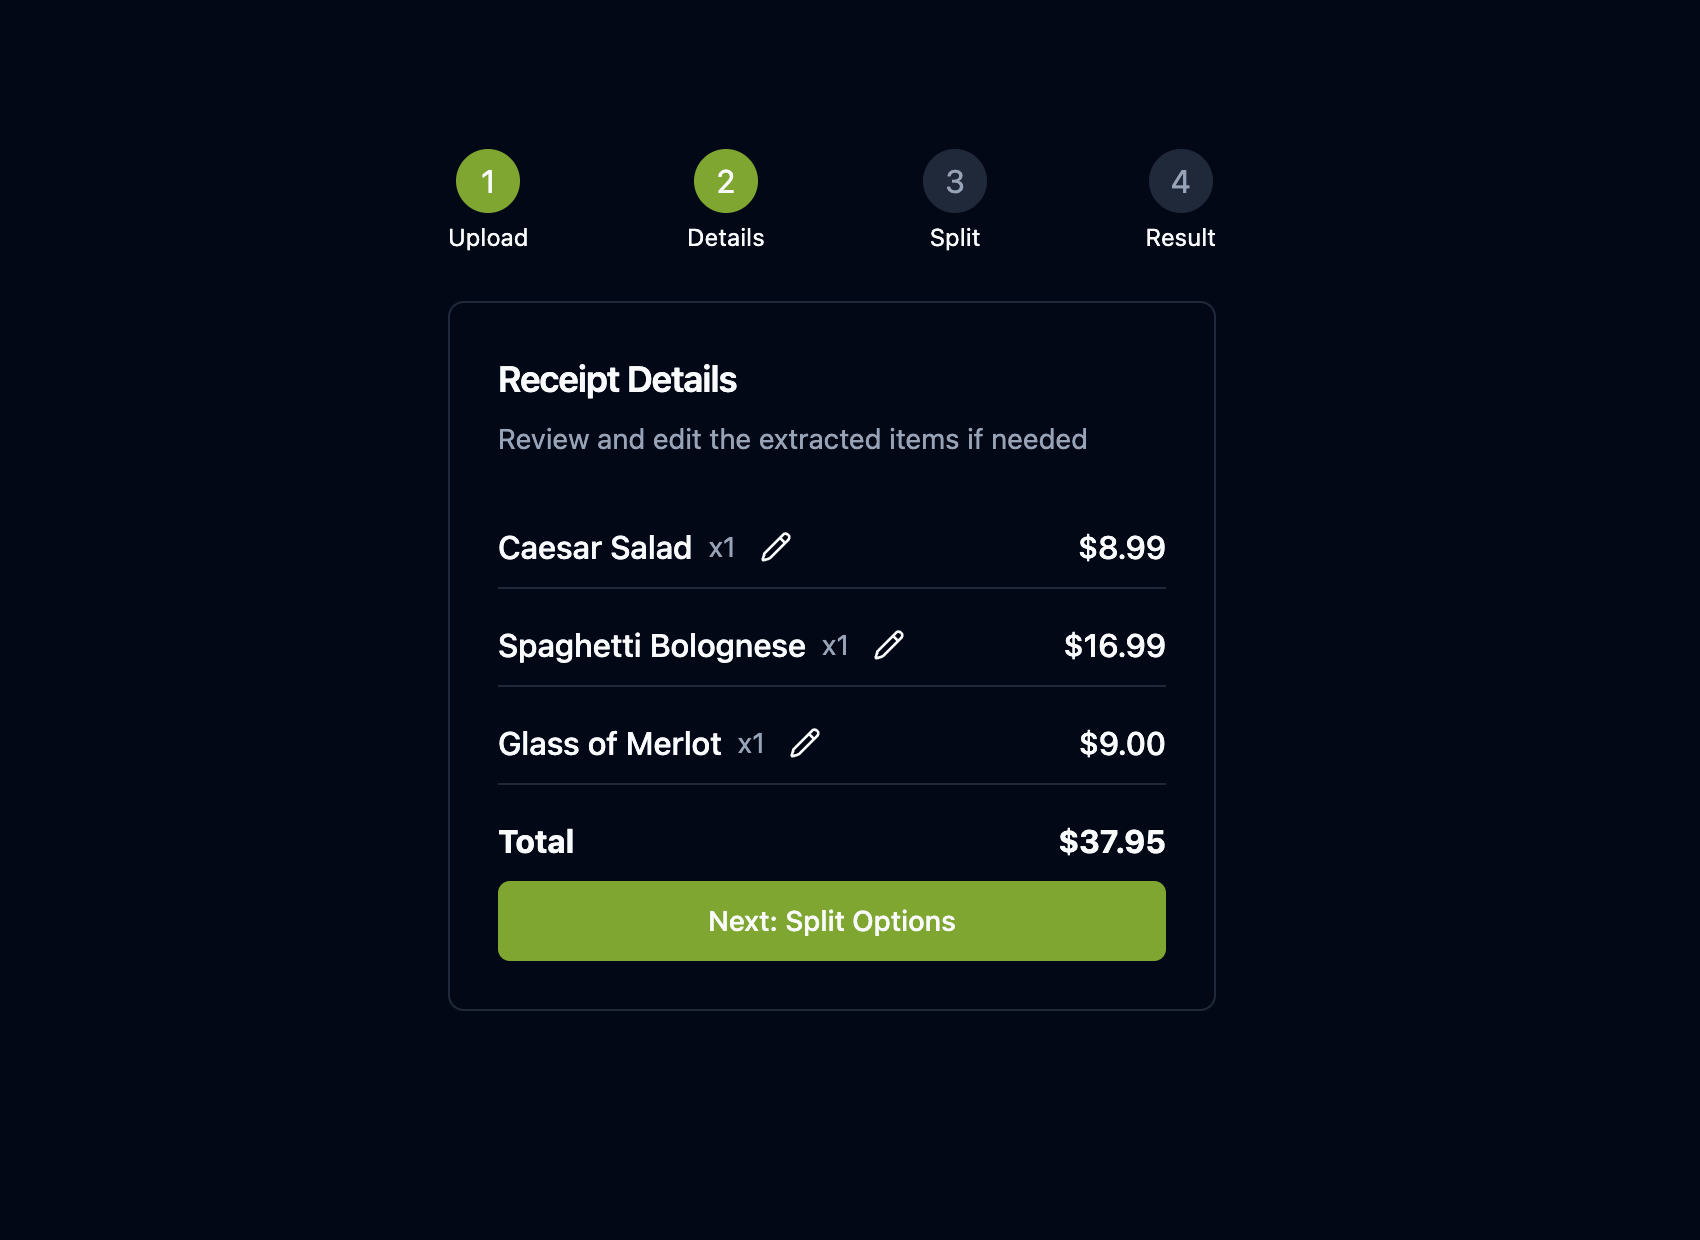 1 2 3 4
Upload Details Split Result
Receipt Details
Review and edit the extracted items if needed
Caesar Salad x1 $8.99
Spaghetti Bolognese x1 $16.99
Glass of Merlot x1 $9.00
Total $37.95
Next: Split Options